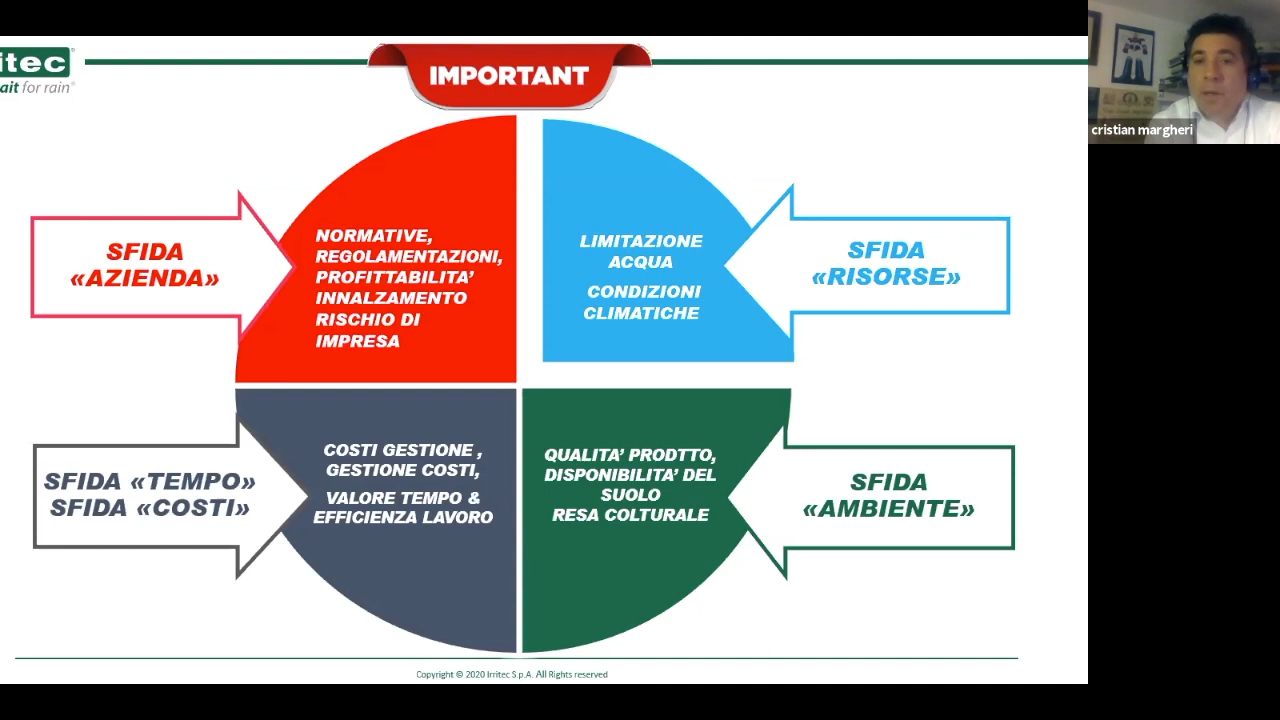 itec
ait for rain®
IMPORTANT
cristian margheri
SFIDA
«AZIENDA»
NORMATIVE,
REGOLAMENTAZIONI,
PROFITTABILITA'
INNALZAMENTO
RISCHIO DI
IMPRESA
LIMITAZIONE
ACQUA
CONDIZIONI
CLIMATICHE
SFIDA
«RISORSE»
SFIDA «TEMPO»
SFIDA «COSTI»
COSTI GESTIONE ,
GESTIONE COSTI,
VALORE TEMPO &
EFFICIENZA LAVORO
QUALITA' PRODTTO,
DISPONIBILITA' DEL
SUOLO
RESA COLTURALE
SFIDA
«AMBIENTE»
Copyright © 2020 Irritec S.p.A. All Rights reserved